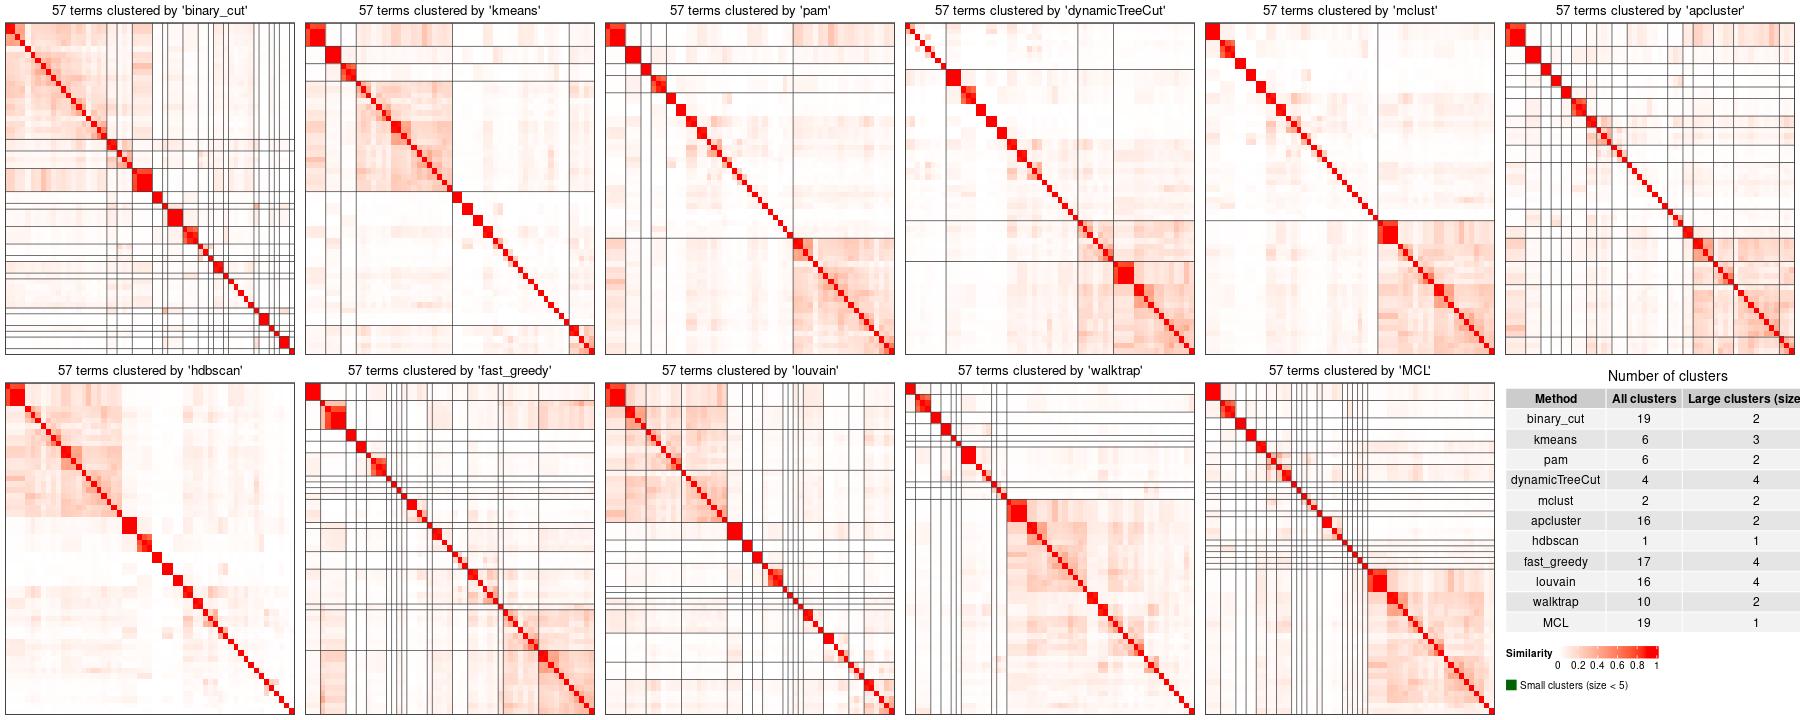 57 terms clustered by 'binary_cut'
57 terms clustered by 'kmeans'
57 terms clustered by 'pam'
57 terms clustered by 'dynamicTreeCut'
57 terms clustered by 'mclust'
57 terms clustered by 'apcluster'
57 terms clustered by 'hdbscan'
57 terms clustered by 'fast_greedy'
57 terms clustered by 'louvain'
57 terms clustered by 'walktrap'
57 terms clustered by 'MCL'
Number of clusters
Method All clusters Large clusters (size
binary_cut 19 2
kmeans 6 3
pam 6 2
dynamicTreeCut 4 4
mclust 2 2
apcluster 16 2
hdbscan 1 1
fast_greedy 17 4
louvain 16 4
walktrap 10 2
MCL 19 1
Similarity
0 0.2 0.4 0.6 0.8 1
Small clusters (size < 5)